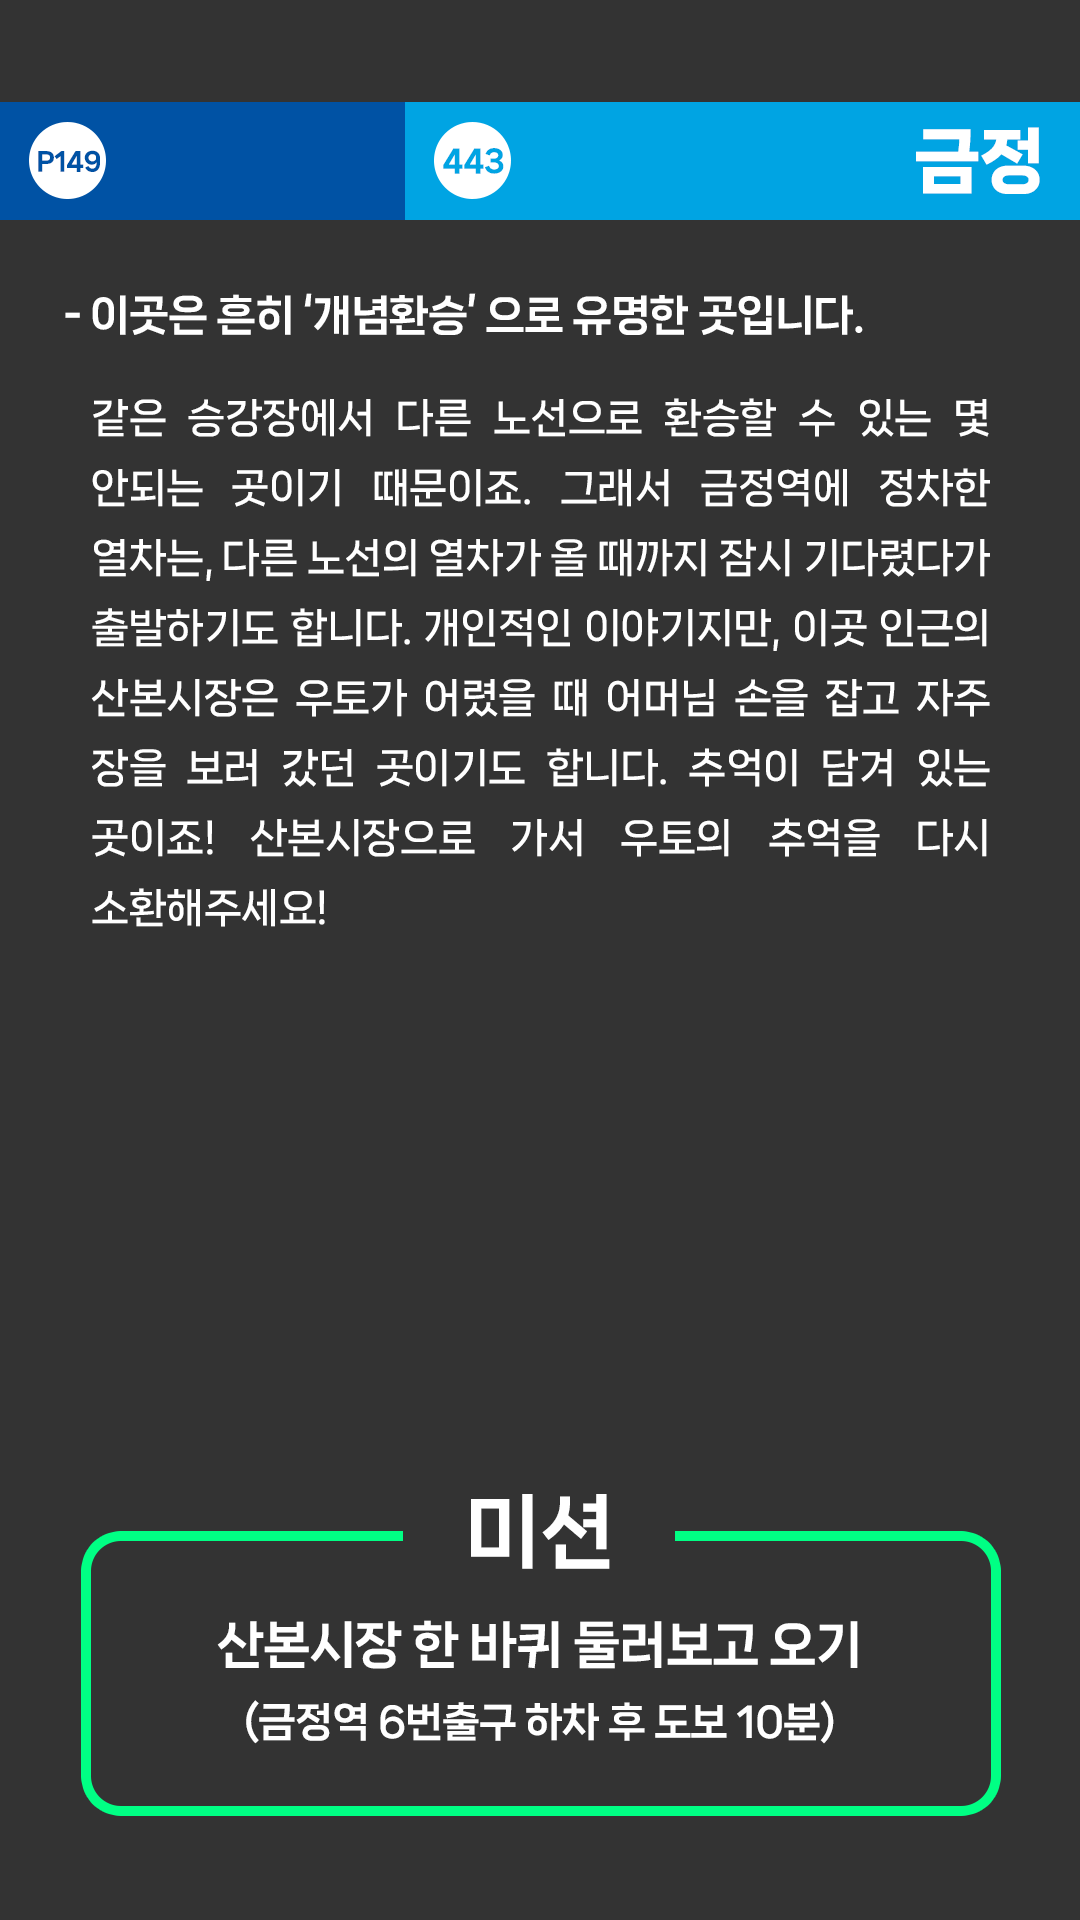 P149
443
금정
- 이곳은 흔히 ‘개념환승’ 으로 유명한 곳입니다.
같은 승강장에서 다른 노선으로 환승할 수 있는 몇
안되는 곳이기 때문이죠. 그래서 금정역에 정차한
열차는, 다른 노선의 열차가 올 때까지 잠시 기다렸다가
출발하기도 합니다. 개인적인 이야기지만, 이곳 인근의
산본시장은 우토가 어렸을 때 어머님 손을 잡고 자주
장을 보러 갔던 곳이기도 합니다. 추억이 담겨 있는
곳이죠! 산본시장으로 가서 우토의 추억을 다시
소환해주세요!
미션
산본시장 한 바퀴 둘러보고 오기
(금정역 6번출구 하차 후 도보 10분)